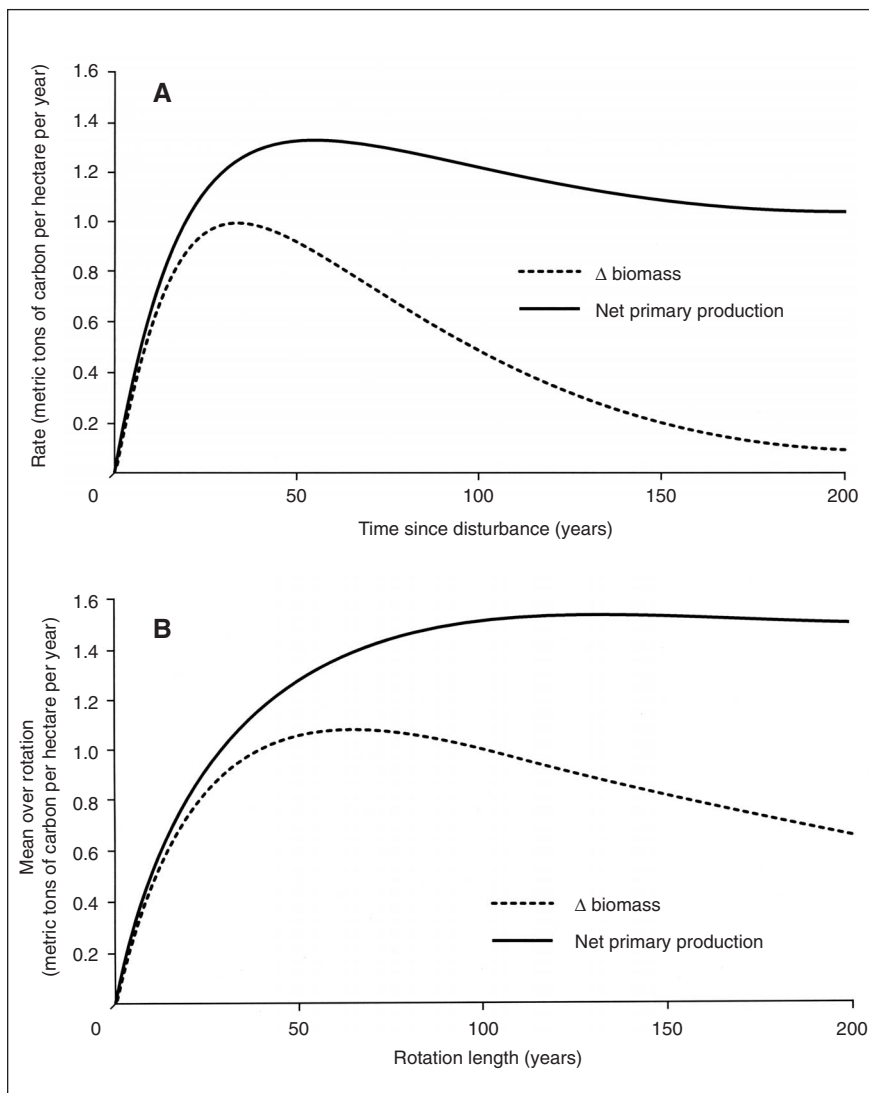 A
Rate (metric tons of carbon per hectare per year)
1.6
1.4
1.2
1.0
0.8
0.6
0.4
0.2
0
50
100
150
200
Δ biomass
Net primary production
Time since disturbance (years)
B
Mean over rotation
(metric tons of carbon per hectare per year)
1.6
1.4
1.2
1.0
0.8
0.6
0.4
0.2
0
50
100
150
200
Δ biomass
Net primary production
Rotation length (years)